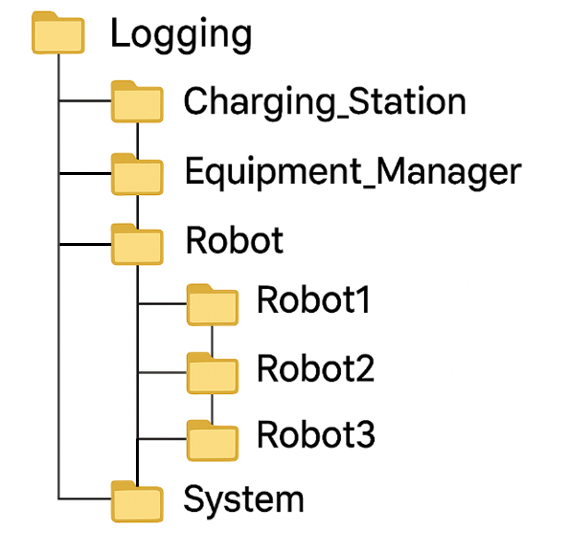 Logging
Charging_Station
Equipment_Manager
Robot
Robot1
Robot2
Robot3
System